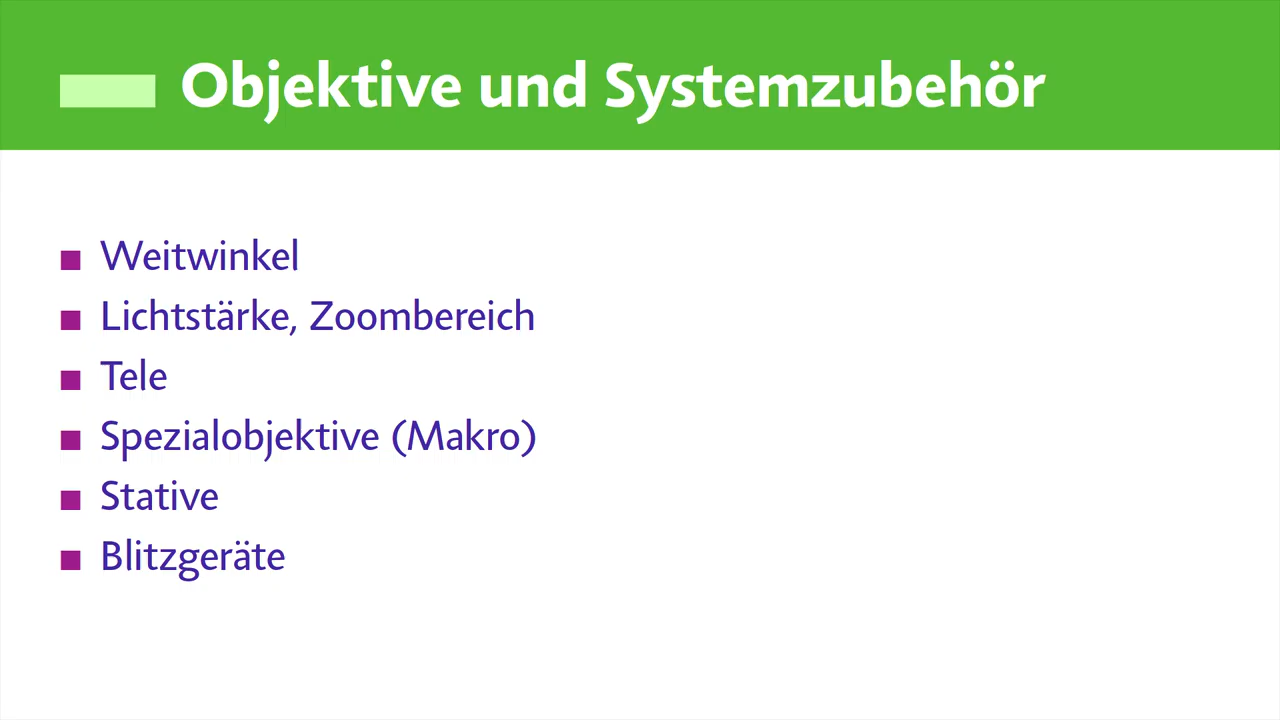 Objektive und Systemzubehör
Weitwinkel
Lichtstärke, Zoombereich
Tele
Spezialobjektive (Makro)
Stative
Blitzgeräte